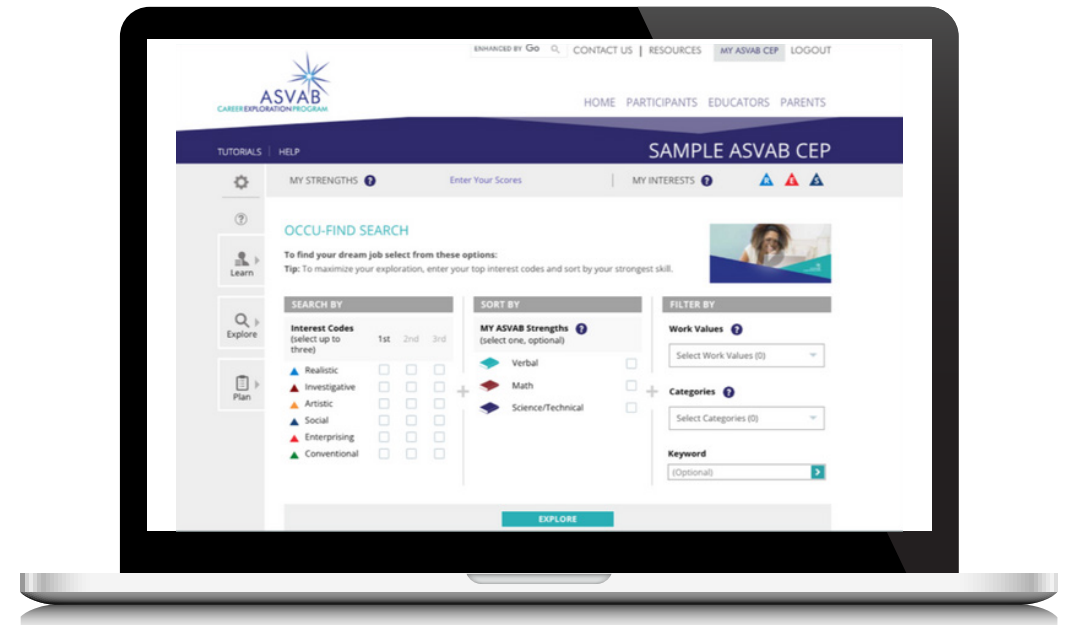 ENHANCED BY Go
CONTACT US | RESOURCES MY ASVAB CEP LOGOUT
ASVAB
CAREER EXPLORATION PROGRAM
HOME PARTICIPANTS EDUCATORS PARENTS
TUTORIALS | HELP
SAMPLE ASVAB CEP
MY STRENGTHS ?
Enter Your Scores
MY INTERESTS ?
R E S
?
Learn
Explore
Plan
OCCU-FIND SEARCH
To find your dream job select from these options:
Tip: To maximize your exploration, enter your top interest codes and sort by your strongest skill.
SEARCH BY
Interest Codes
(select up to
three)
1st 2nd 3rd
Realistic
Investigative
Artistic
Social
Enterprising
Conventional
+
SORT BY
MY ASVAB Strengths ?
(select one, optional)
Verbal
Math
Science/Technical
+
FILTER BY
Work Values ?
Select Work Values (0)
Categories ?
Select Categories (0)
Keyword
(Optional)
EXPLORE